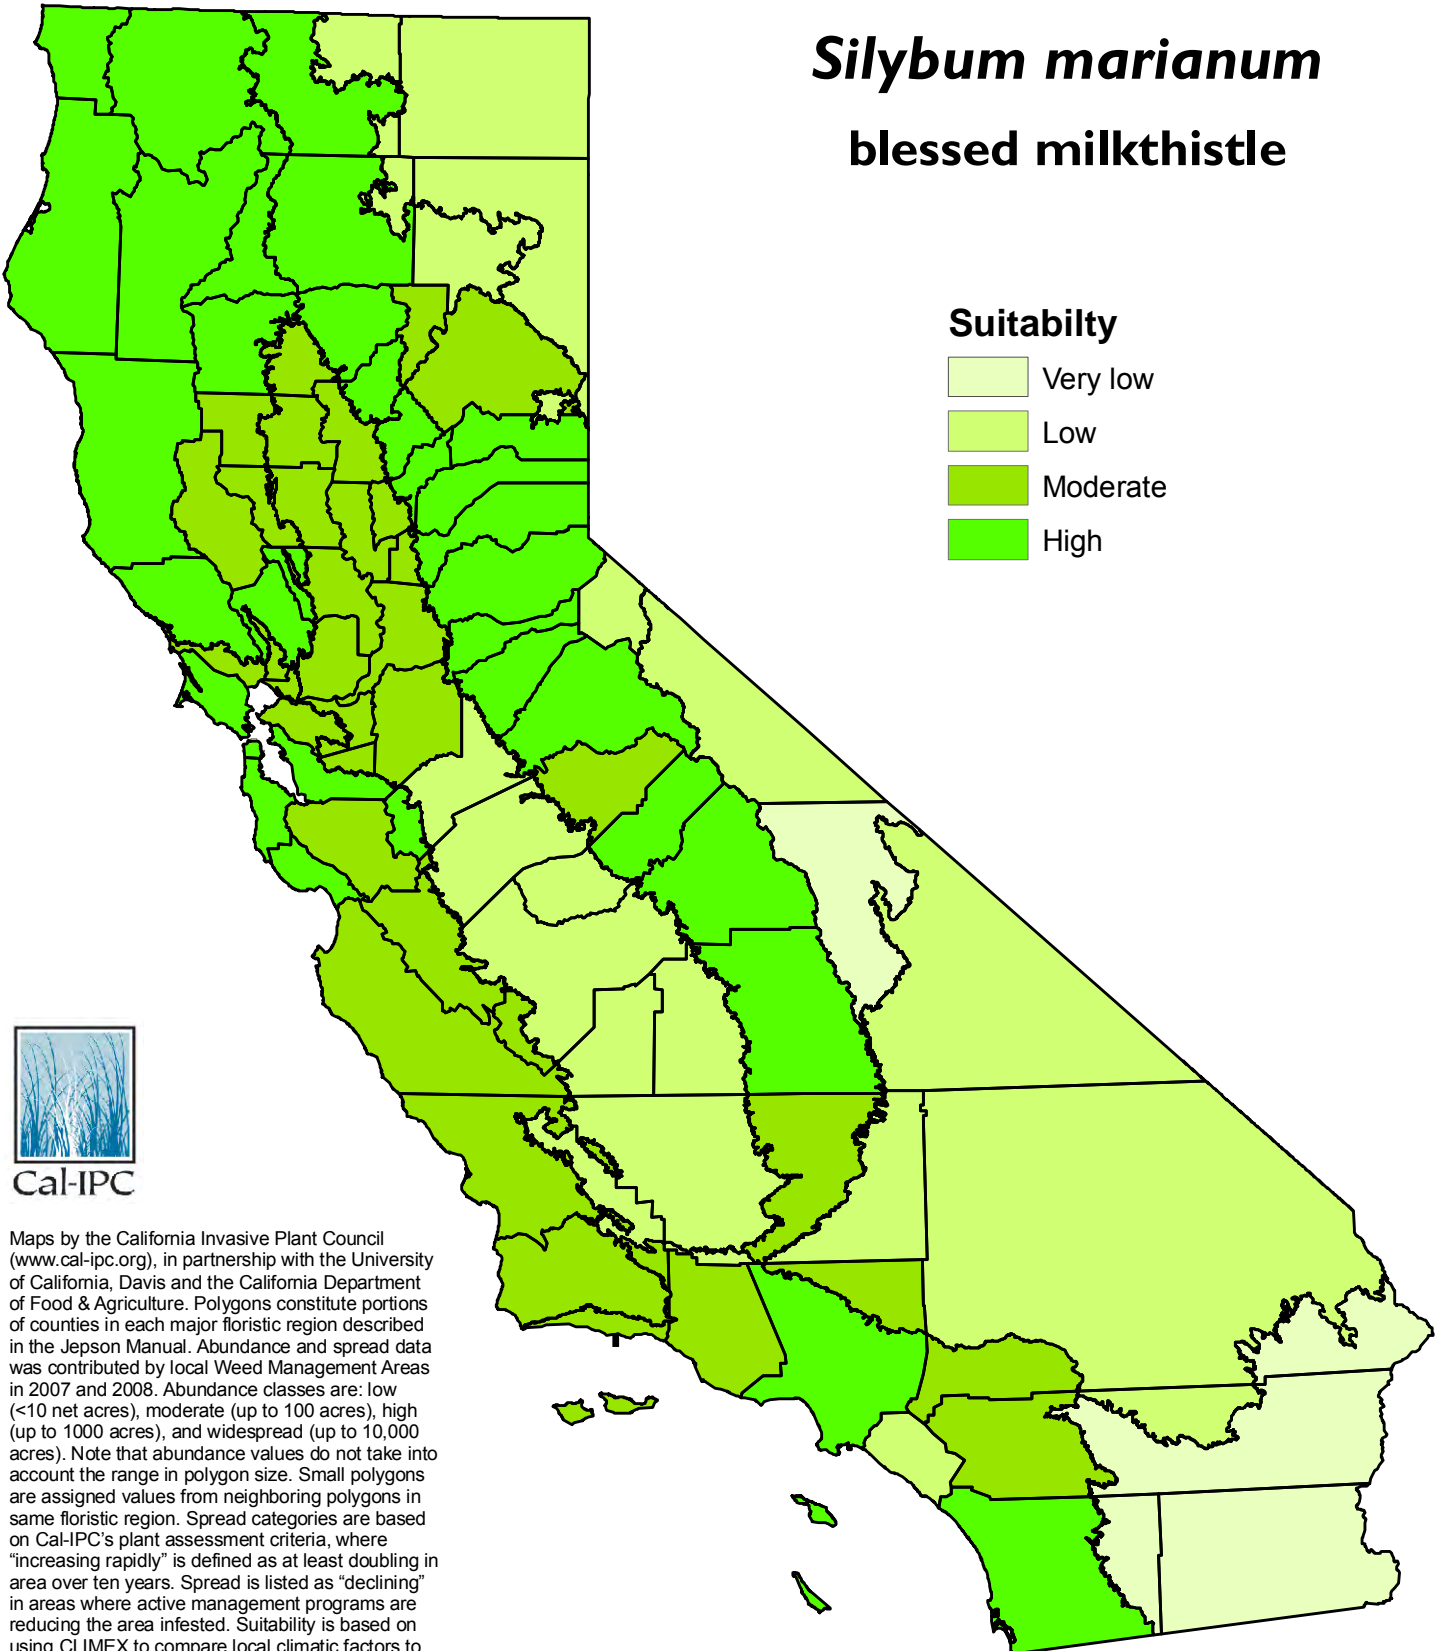 Silybum marianum
blessed milkthistle
Suitabilty
Very low
Low
Moderate
High
Cal-IPC
Maps by the California Invasive Plant Council
(www.cal-ipc.org), in partnership with the University
of California, Davis and the California Department
of Food & Agriculture. Polygons constitute portions
of counties in each major floristic region described
in the Jepson Manual. Abundance and spread data
was contributed by local Weed Management Areas
in 2007 and 2008. Abundance classes are: low
(<10 net acres), moderate (up to 100 acres), high
(up to 1000 acres), and widespread (up to 10,000
acres). Note that abundance values do not take into
account the range in polygon size. Small polygons
are assigned values from neighboring polygons in
same floristic region. Spread categories are based
on Cal-IPC's plant assessment criteria, where
“increasing rapidly” is defined as at least doubling in
area over ten years. Spread is listed as “declining”
in areas where active management programs are
reducing the area infested. Suitability is based on
using CLIMEX to compare local climatic factors to